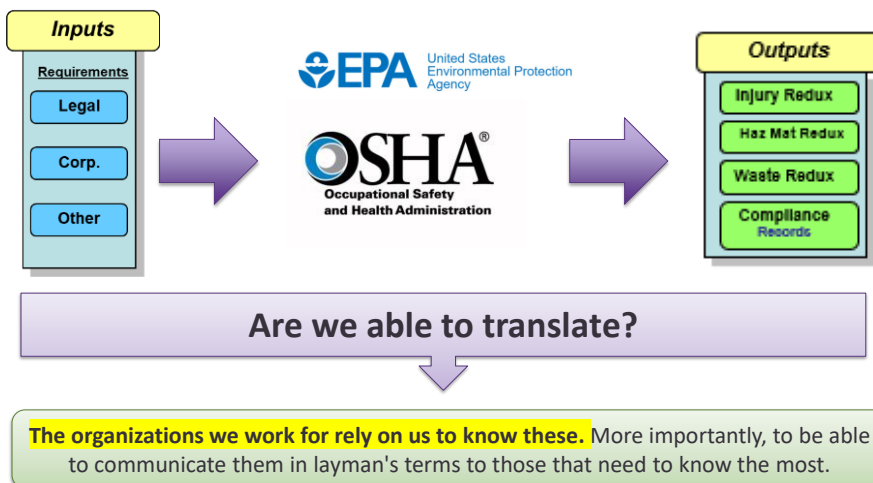 Inputs
Requirements
Legal
Corp.
Other
EPA
United States
Environmental Protection
Agency
OSHA®
Occupational Safety
and Health Administration
Outputs
Injury Redux
Haz Mat Redux
Waste Redux
Compliance
Records
Are we able to translate?
The organizations we work for rely on us to know these. More importantly, to be able
to communicate them in layman's terms to those that need to know the most.